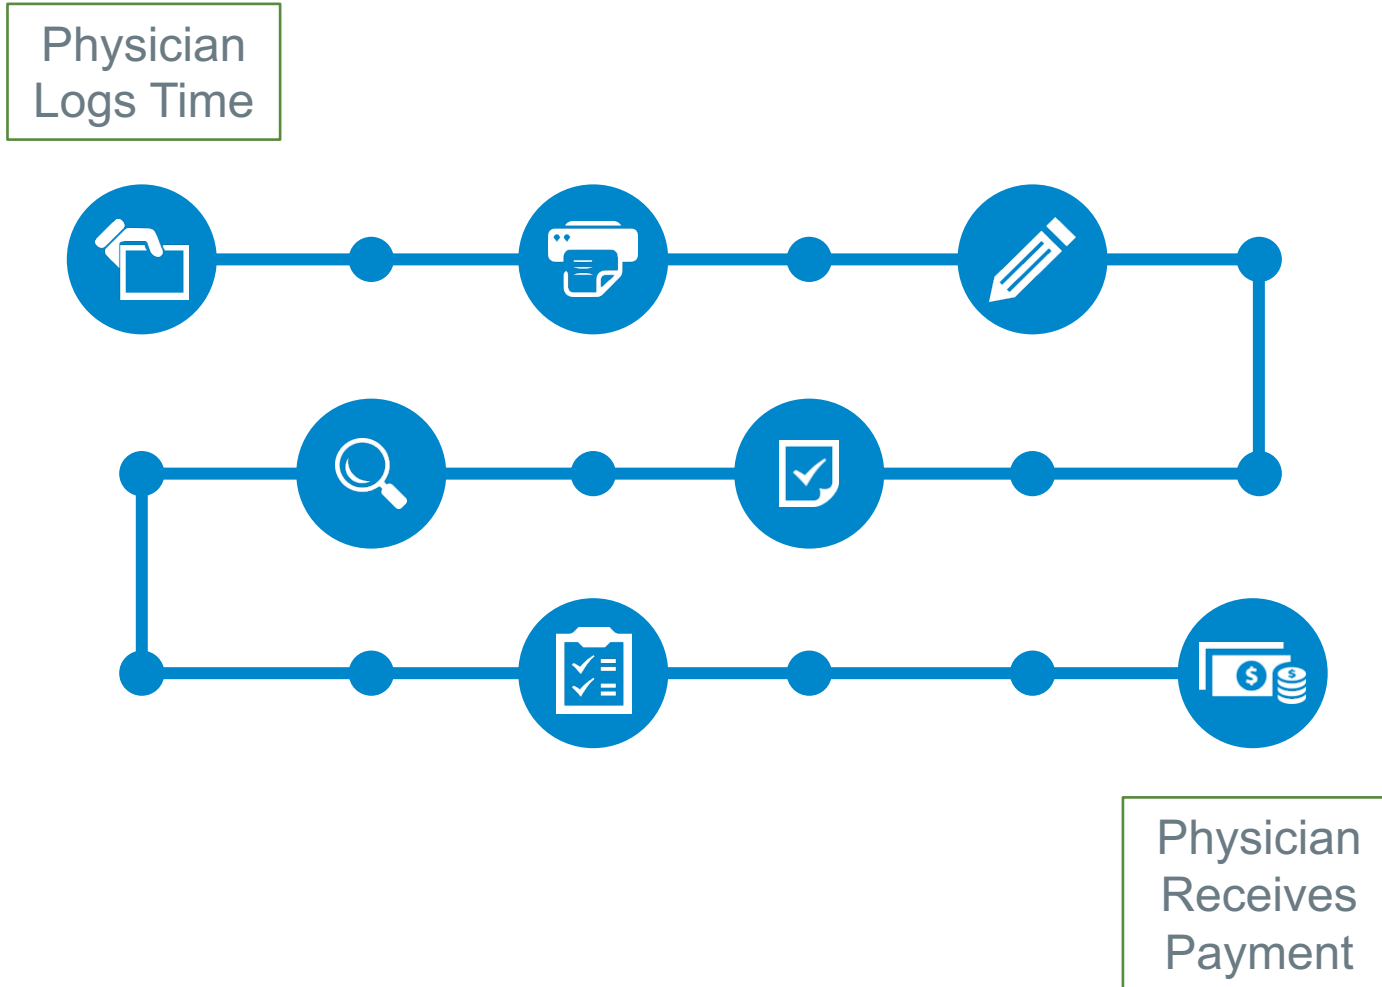 Physician
Logs Time
$
$
Physician
Receives
Payment